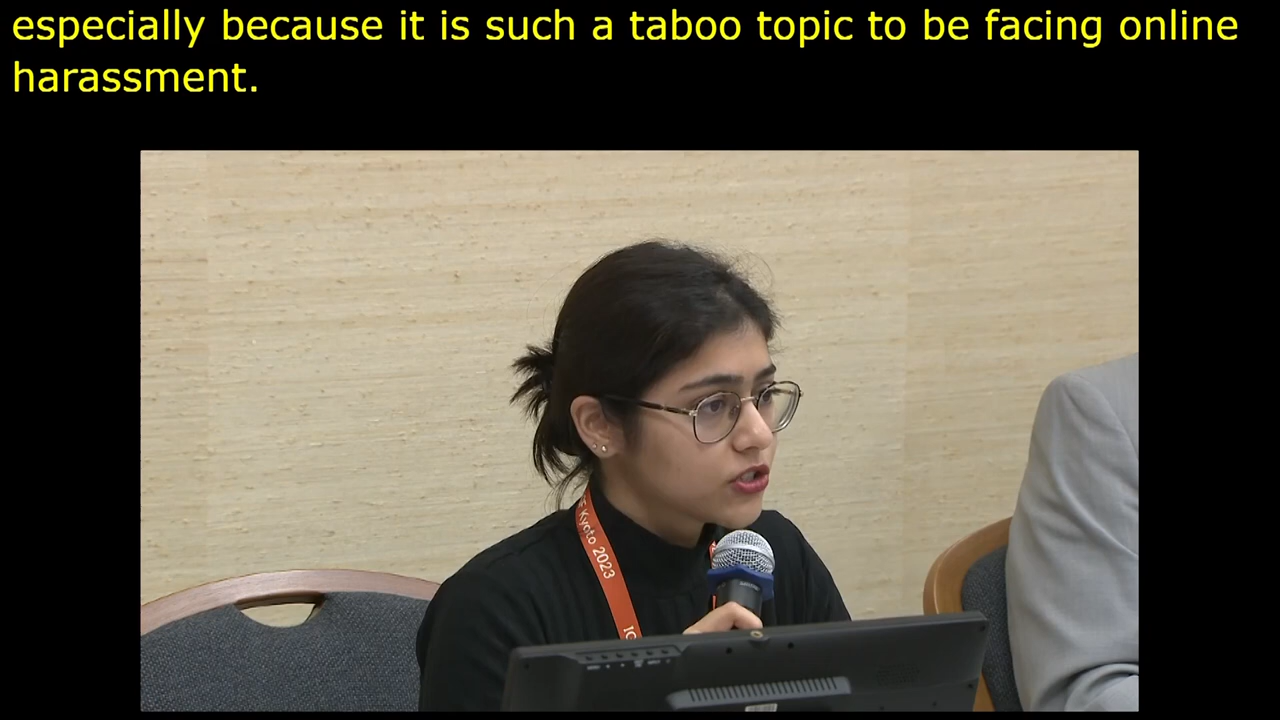 especially because it is such a taboo topic to be facing online
harassment.
Kyoto 2023